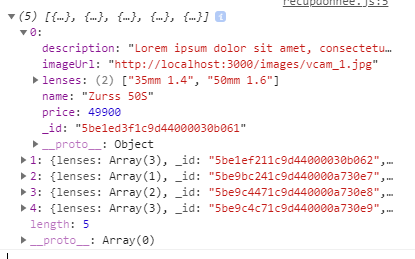 recupdonnee.js:5
▼ (5) [{…}, {…}, {…}, {…}, {…}] i
▼ 0:
description: "Lorem ipsum dolor sit amet, consectetu…
imageUrl: "http://localhost:3000/images/vcam_1.jpg"
▶ lenses: (2) ["35mm 1.4", "50mm 1.6"]
name: "Zurss 50S"
price: 49900
_id: "5be1ed3f1c9d44000030b061"
▶ __proto__: Object
▶ 1: {lenses: Array(3), _id: "5be1ef211c9d44000030b062",…
▶ 2: {lenses: Array(1), _id: "5be9bc241c9d440000a730e7",…
▶ 3: {lenses: Array(2), _id: "5be9c4471c9d440000a730e8",…
▶ 4: {lenses: Array(3), _id: "5be9c4c71c9d440000a730e9",…
length: 5
▶ __proto__: Array(0)